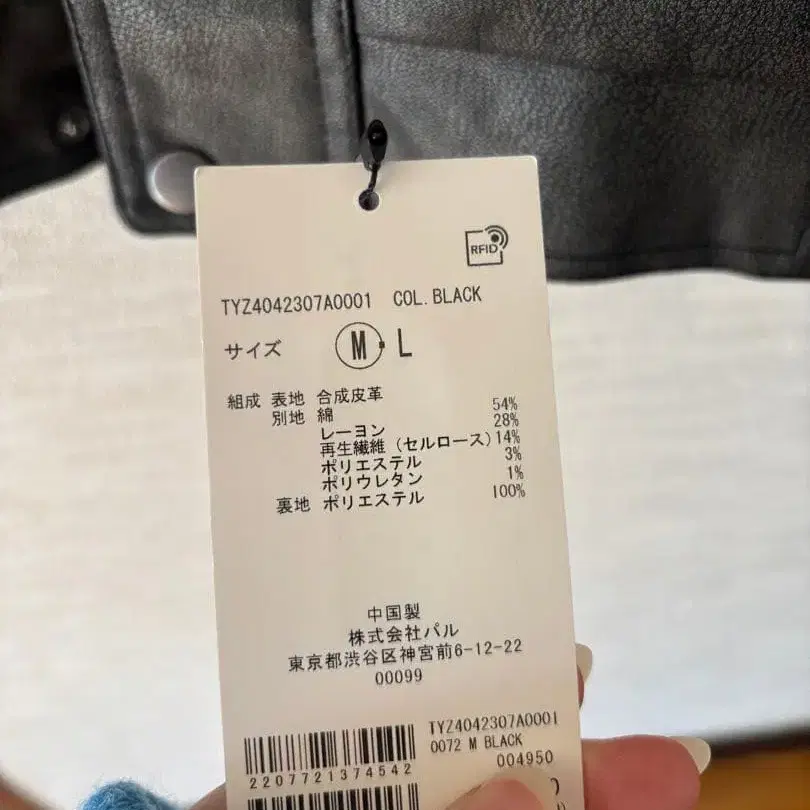 RFID
TYZ4042307A0001 COL.BLACK
サイズ M L
組成 表地 合成皮革
別地 綿 54%
レーヨン 28%
再生繊維(セルロース) 14%
ポリエステル 3%
ポリウレタン 1%
裏地 ポリエステル 100%
中国製
株式会社パル
東京都渋谷区神宮前6-12-22
00099
TYZ4042307A0001
0072 M BLACK
004950
2207721374542